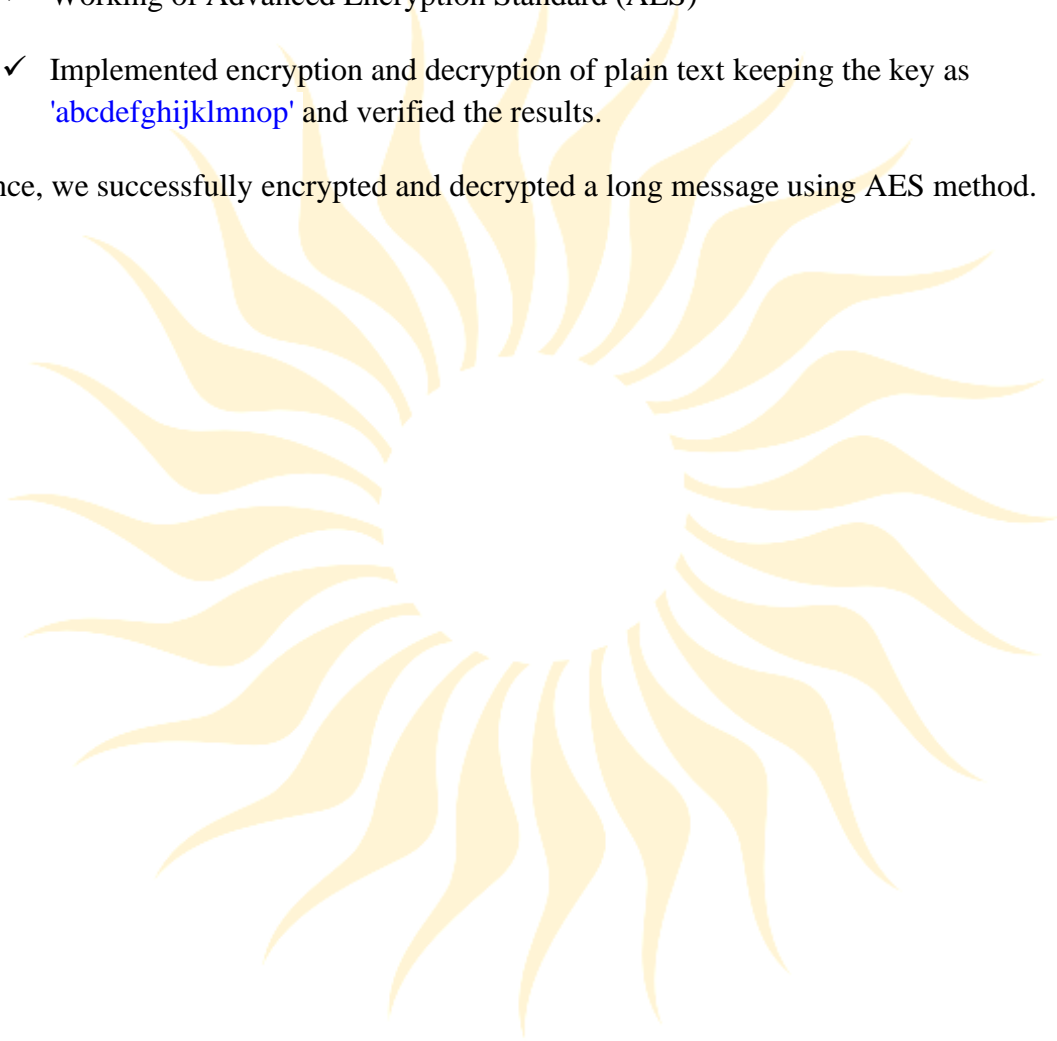 Working of Advanced Encryption Standard (AES)
✓ Implemented encryption and decryption of plain text keeping the key as
'abcdefghijklmnop' and verified the results.
nce, we successfully encrypted and decrypted a long message using AES method.